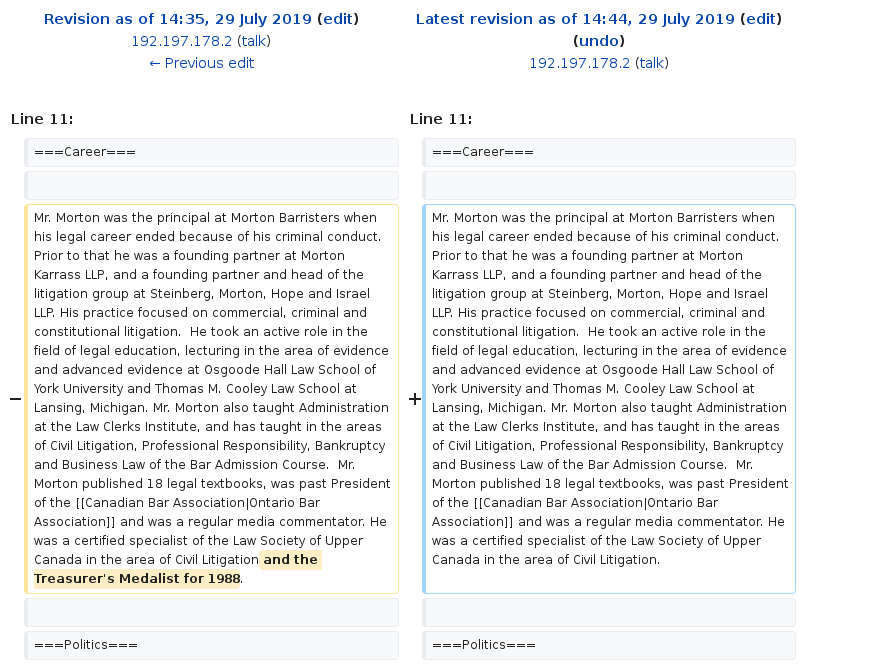 Revision as of 14:35, 29 July 2019 (edit)
192.197.178.2 (talk)
← Previous edit
Latest revision as of 14:44, 29 July 2019 (edit)
(undo)
192.197.178.2 (talk)
Line 11:
Line 11:
===Career===
===Career===
−
Mr. Morton was the principal at Morton Barristers when
his legal career ended because of his criminal conduct.
Prior to that he was a founding partner at Morton
Karrass LLP, and a founding partner and head of the
litigation group at Steinberg, Morton, Hope and Israel
LLP. His practice focused on commercial, criminal and
constitutional litigation.  He took an active role in the
field of legal education, lecturing in the area of evidence
and advanced evidence at Osgoode Hall Law School of
York University and Thomas M. Cooley Law School at
Lansing, Michigan. Mr. Morton also taught Administration
at the Law Clerks Institute, and has taught in the areas
of Civil Litigation, Professional Responsibility, Bankruptcy
and Business Law of the Bar Admission Course.  Mr.
Morton published 18 legal textbooks, was past President
of the [[Canadian Bar Association|Ontario Bar
Association]] and was a regular media commentator. He
was a certified specialist of the Law Society of Upper
Canada in the area of Civil Litigation and the
Treasurer's Medalist for 1988.
+
Mr. Morton was the principal at Morton Barristers when
his legal career ended because of his criminal conduct.
Prior to that he was a founding partner at Morton
Karrass LLP, and a founding partner and head of the
litigation group at Steinberg, Morton, Hope and Israel
LLP. His practice focused on commercial, criminal and
constitutional litigation.  He took an active role in the
field of legal education, lecturing in the area of evidence
and advanced evidence at Osgoode Hall Law School of
York University and Thomas M. Cooley Law School at
Lansing, Michigan. Mr. Morton also taught Administration
at the Law Clerks Institute, and has taught in the areas
of Civil Litigation, Professional Responsibility, Bankruptcy
and Business Law of the Bar Admission Course.  Mr.
Morton published 18 legal textbooks, was past President
of the [[Canadian Bar Association|Ontario Bar
Association]] and was a regular media commentator. He
was a certified specialist of the Law Society of Upper
Canada in the area of Civil Litigation.
===Politics===
===Politics===